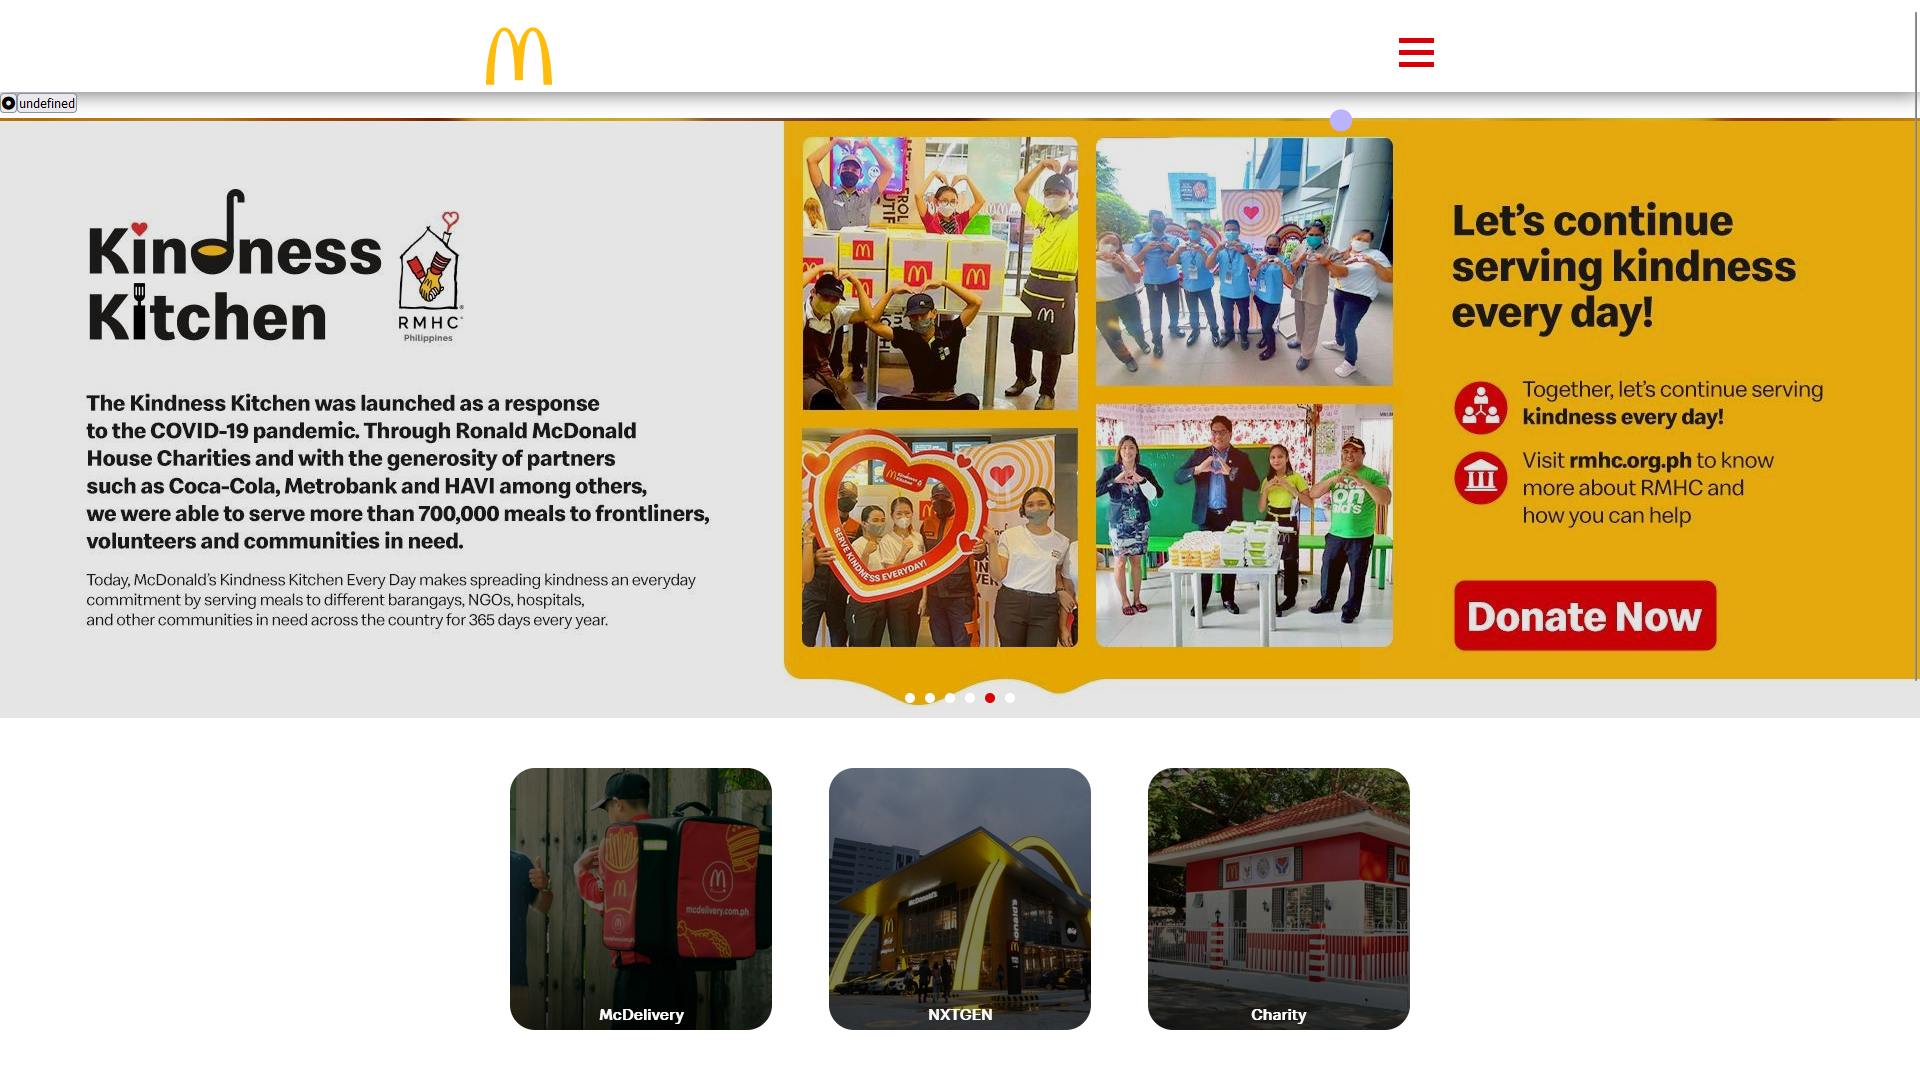 undefined
Kindness
Kitchen
RMHC
Philippines
The Kindness Kitchen was launched as a response
to the COVID-19 pandemic. Through Ronald McDonald
House Charities and with the generosity of partners
such as Coca-Cola, Metrobank and HAVI among others,
we were able to serve more than 700,000 meals to frontliners,
volunteers and communities in need.
Today, McDonald's Kindness Kitchen Every Day makes spreading kindness an everyday
commitment by serving meals to different barangays, NGOs, hospitals,
and other communities in need across the country for 365 days every year.
SERVE KINDNESS EVERYDAY!
Let's continue
serving kindness
every day!
Together, let's continue serving
kindness every day!
Visit rmhc.org.ph to know
more about RMHC and
how you can help
Donate Now
mcdelivery.com.ph
McDelivery
McDonald's
NXTGEN
Charity